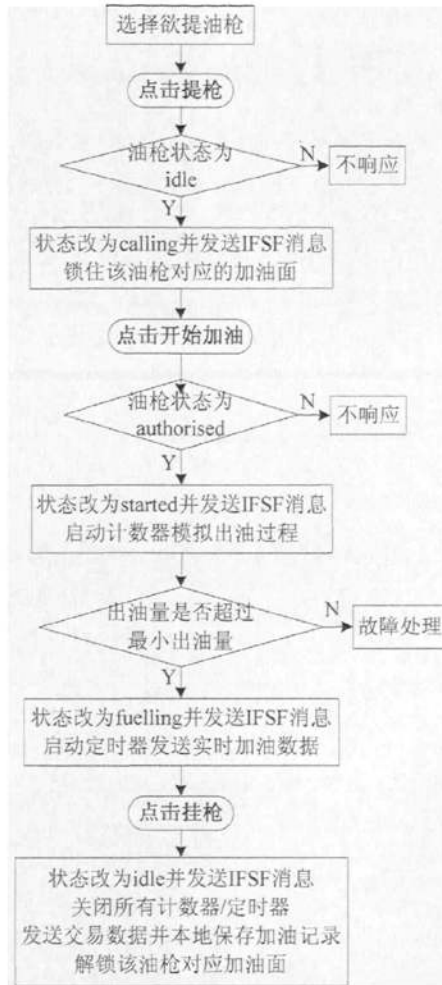 选择欲提油枪
点击提枪
油枪状态为
idle
N
不响应
Y
状态改为calling并发送IFSF消息
锁住该油枪对应的加油面
点击开始加油
油枪状态为
authorised
N
不响应
Y
状态改为started并发送IFSF消息
启动计数器模拟出油过程
出油量是否超过
最小出油量
N
故障处理
Y
状态改为fuelling并发送IFSF消息
启动定时器发送实时加油数据
点击挂枪
状态改为idle并发送IFSF消息
关闭所有计数器/定时器
发送交易数据并本地保存加油记录
解锁该油枪对应加油面